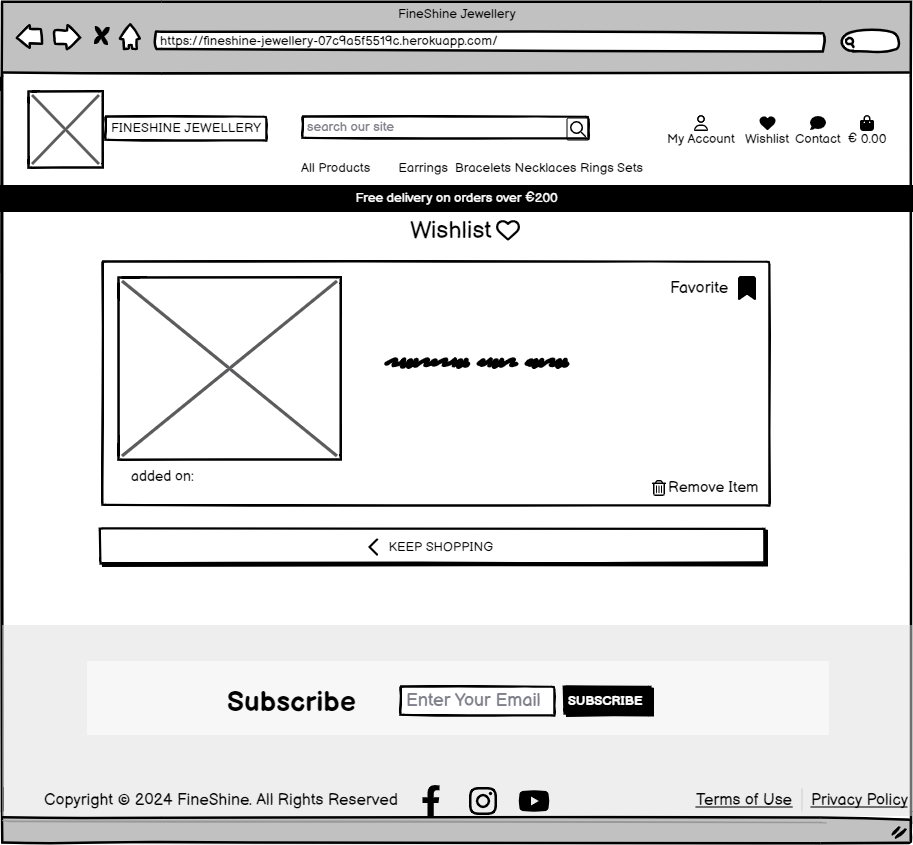 FineShine Jewellery
https://fineshine-jewellery-07c9a5f5519c.herokuapp.com/
FINESHINE JEWELLERY
search our site
My Account Wishlist Contact € 0.00
All Products Earrings Bracelets Necklaces Rings Sets
Free delivery on orders over €200
Wishlist
Favorite
added on:
Remove Item
KEEP SHOPPING
Subscribe Enter Your Email SUBSCRIBE
Copyright © 2024 FineShine. All Rights Reserved Terms of Use Privacy Policy